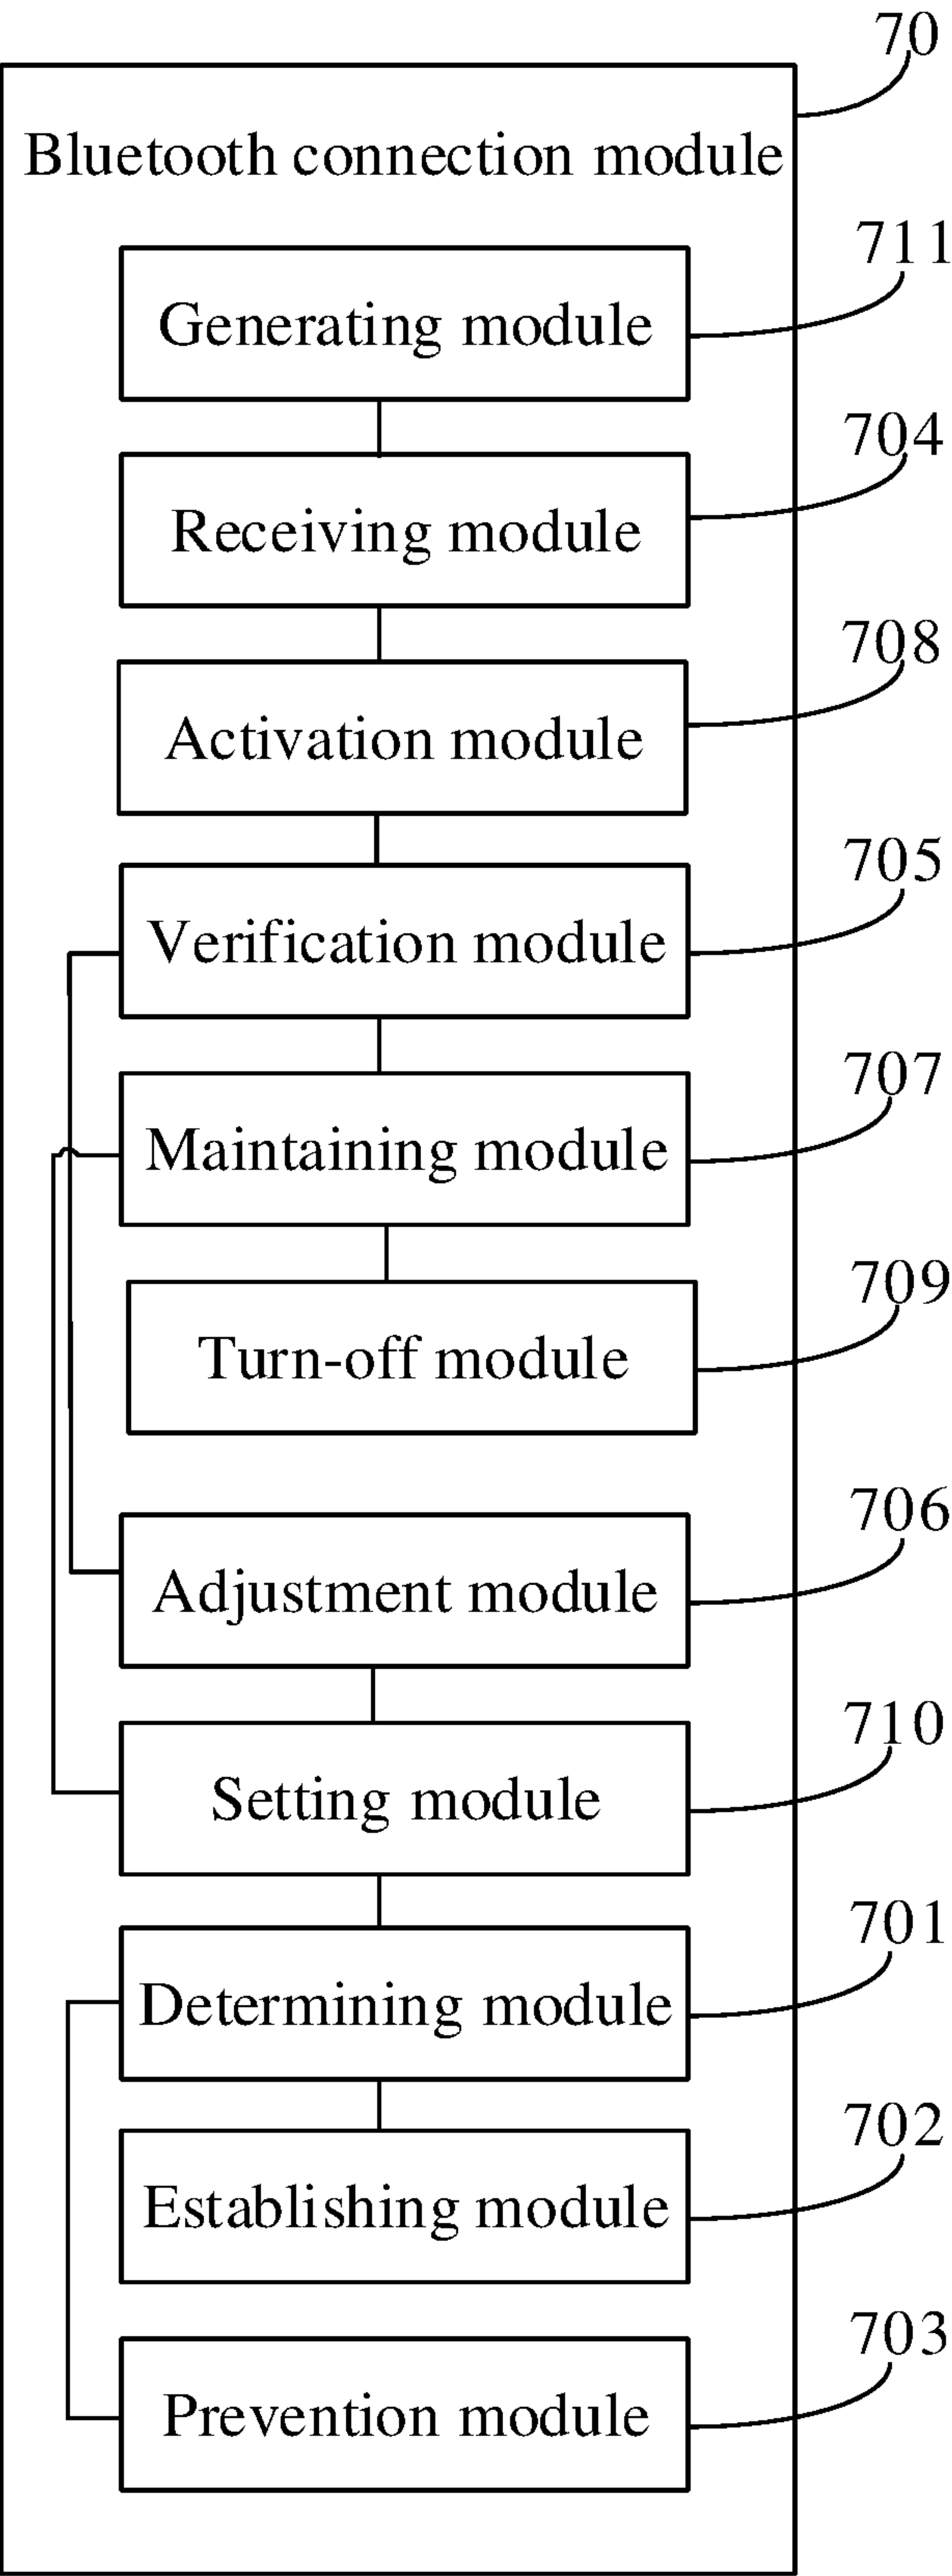 70
Bluetooth connection module
711
Generating module
704
Receiving module
708
Activation module
705
Verification module
707
Maintaining module
709
Turn-off module
706
Adjustment module
710
Setting module
701
Determining module
702
Establishing module
703
Prevention module